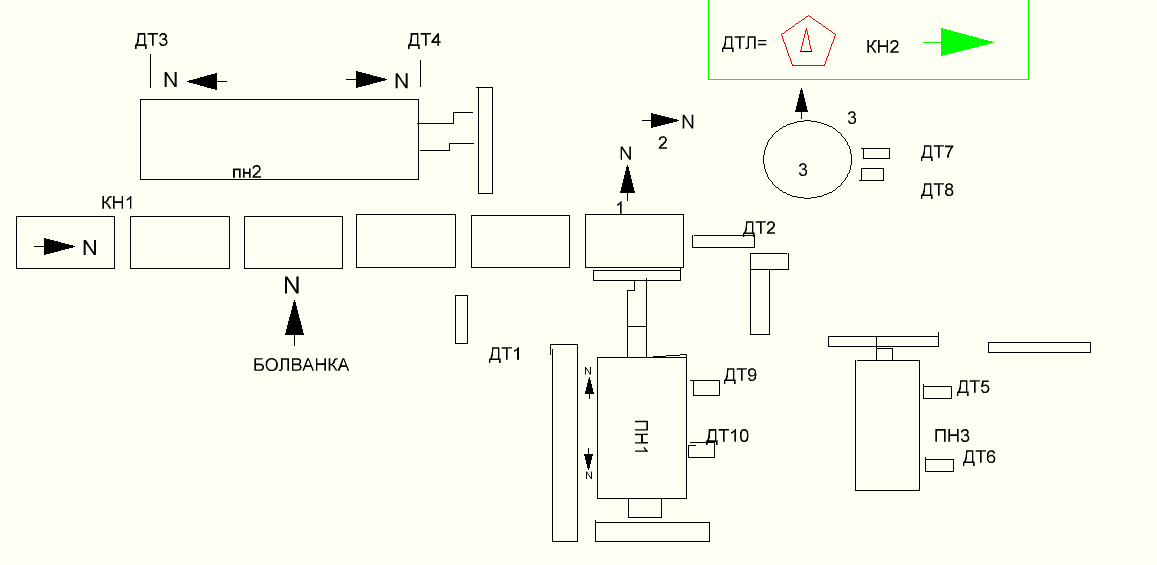 ДТ3
ДТ4
ДТЛ=
КН2
N
N
N
2
3
3
ДТ7
ДТ8
пн2
N
1
КН1
N
ДТ2
N
БОЛВАНКА
ДТ1
N
ДТ9
ДТ5
ПН1
ДТ10
ПН3
ДТ6
N